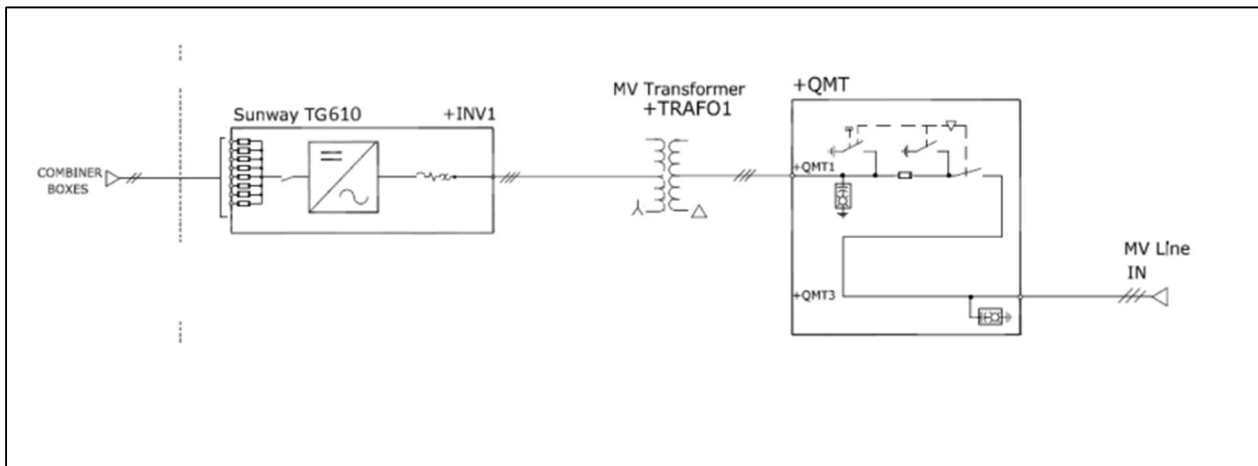 COMBINER
BOXES
Sunway TG610
+INV1
MV Transformer
+TRAFO1
+QMT
+QMT1
+QMT3
MV Line
IN